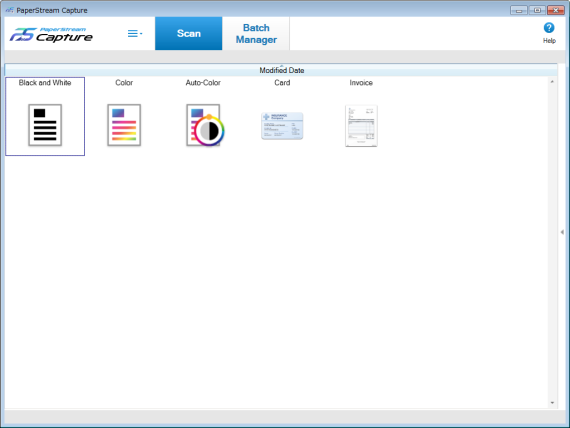 PaperStream Capture
PaperStream
Capture
Scan
Batch
Manager
Help
Modified Date
Black and White
Color
Auto-Color
Card
Invoice